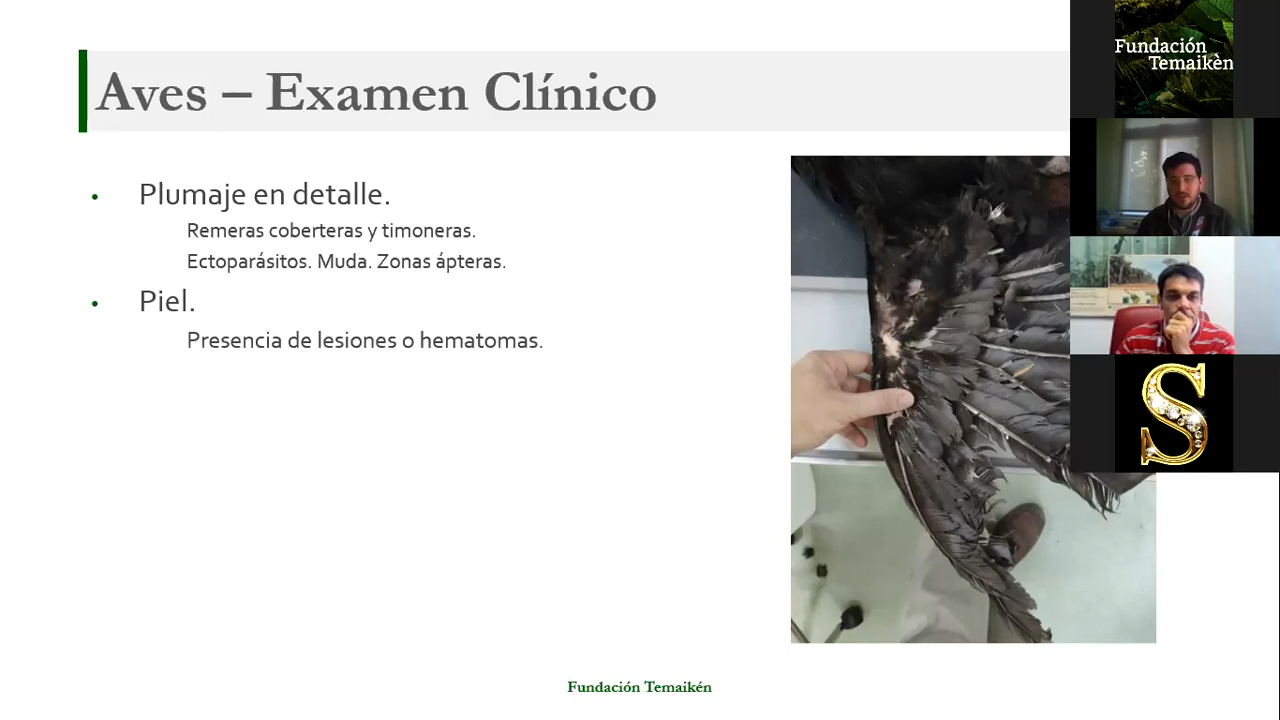 Aves – Examen Clínico
• Plumaje en detalle.
Remeras coberteras y timoneras.
Ectoparásitos. Muda. Zonas ápteras.
• Piel.
Presencia de lesiones o hematomas.
Fundación Temaikén
Fundación
Temaikèn
S